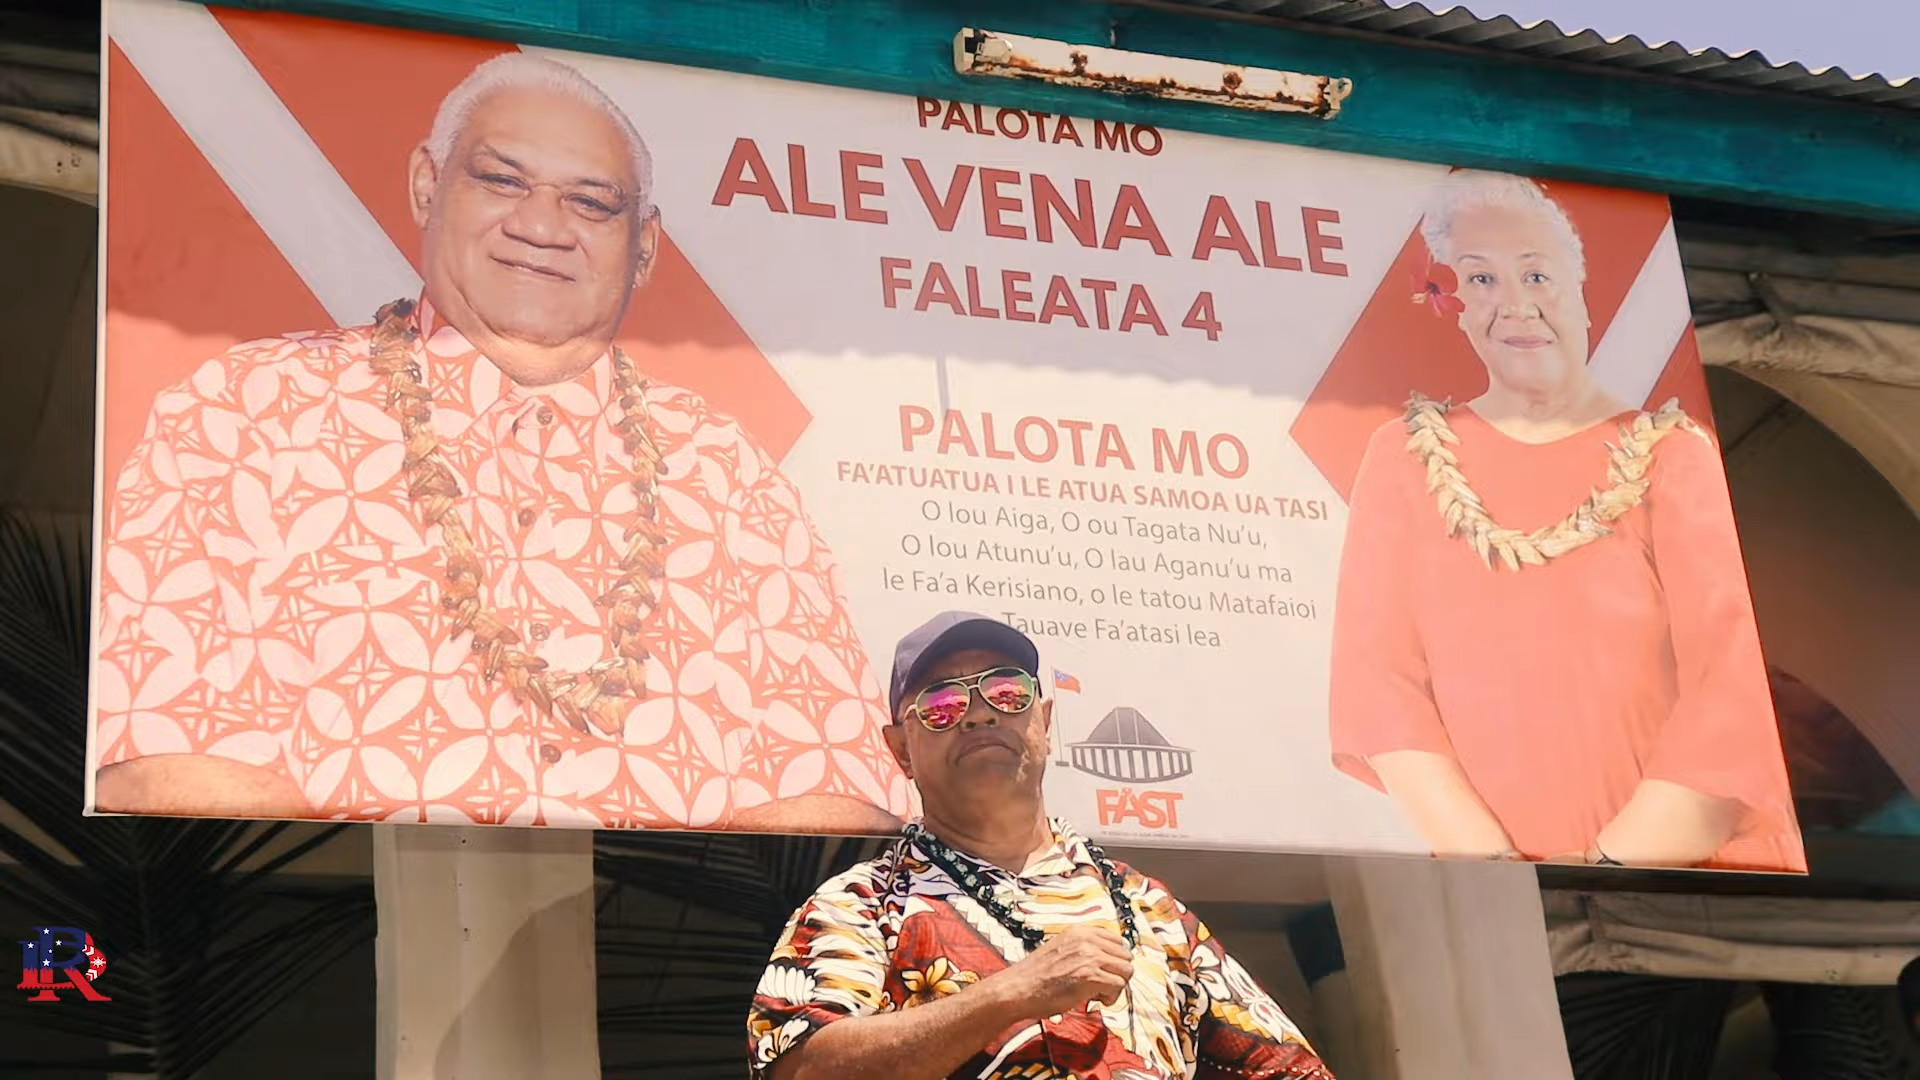 PALOTA MO
ALE VENA ALE
FALEATA 4
PALOTA MO
FA'ATUATUA I LE ATUA SAMOA UA TASI
O lou Aiga, O ou Tagata Nu'u,
O lou Atunu'u, O lau Aganu'u ma
le Fa'a Kerisiano, o le tatou Matafaioi
Tauave Fa'atasi lea
FAST
R